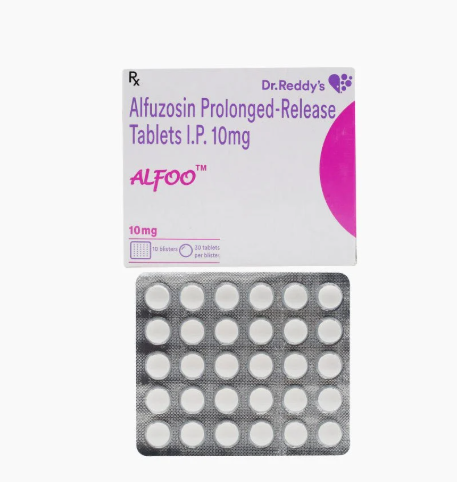 Rx
Dr.Reddy's
Alfuzosin Prolonged-Release
Tablets I.P. 10mg
ALFOO™
10mg
10 blisters
30 tablets
per blister